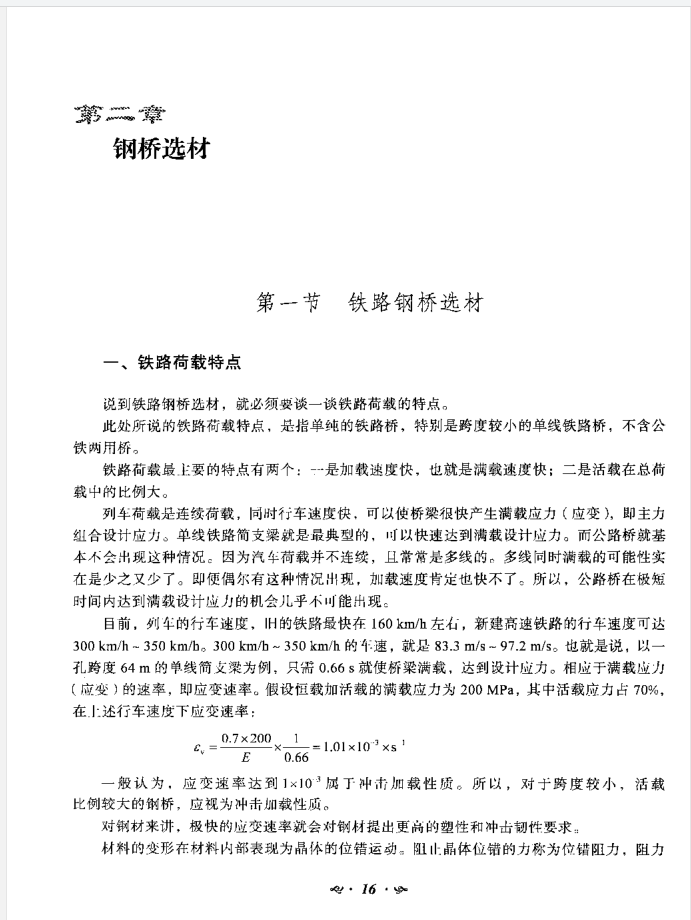 第二章
钢桥选材
第一节 铁路钢桥选材
一、铁路荷载特点
说到铁路钢桥选材，就必须要谈一谈铁路荷载的特点。
此处所说的铁路荷载特点，是指单纯的铁路桥，特别是跨度较小的单线铁路桥，不含公
铁两用桥。
铁路荷载最主要的特点有两个：一是加载速度快，也就是满载速度快；二是活载在总荷
载中的比例大。
列车荷载是连续荷载，同时行车速度快，可以使桥梁很快产生满载应力（应变），即主力
组合设计应力。单线铁路简支梁就是最典型的，可以快速达到满载设计应力。而公路桥就基
本不会出现这种情况。因为汽车荷载并不连续，且常常是多线的。多线同时满载的可能性实
在是少之又少了。即便偶尔有这种情况出现，加载速度肯定也快不了。所以，公路桥在极短
时间内达到满载设计应力的机会几乎不可能出现。
目前，列车的行车速度，旧的铁路最快在 160 km/h 左右，新建高速铁路的行车速度可达
300 km/h ~ 350 km/h。300 km/h ~ 350 km/h 的车速，就是 83.3 m/s ~ 97.2 m/s。也就是说，以一
孔跨度 64 m 的单线简支梁为例，只需 0.66 s 就使桥梁满载，达到设计应力。相应于满载应力
（应变）的速率，即应变速率。假设恒载加活载的满载应力为 200 MPa，其中活载应力占 70%，
在上述行车速度下应变速率：
εᵥ = (0.7×200)/E × 1/0.66 = 1.01×10⁻³×s⁻¹
一般认为，应变速率达到 1×10⁻³ 属于冲击加载性质。所以，对于跨度较小，活载
比例较大的钢桥，应视为冲击加载性质。
对钢材来讲，极快的应变速率就会对钢材提出更高的塑性和冲击韧性要求。
材料的变形在材料内部表现为晶体的位错运动。阻止晶体位错的力称为位错阻力，阻力
· 16 ·